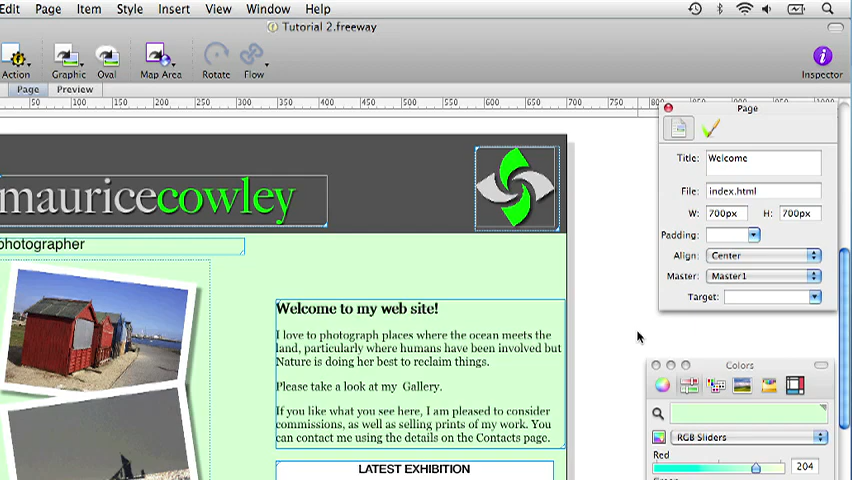 Edit Page Item Style Insert View Window Help
Tutorial 2.freeway
Action Graphic Oval Map Area Rotate Flow Inspector
Page Preview
50 100 150 200 250 300 350 400 450 500 550 600 650 700 750
Page
Title: Welcome
File: index.html
W: 700px H: 700px
Padding:
Align: Center
Master: Master1
Target:
mauricecowley
photographer
Welcome to my web site!
I love to photograph places where the ocean meets the
land, particularly where humans have been involved but
Nature is doing her best to reclaim things.
Please take a look at my Gallery.
If you like what you see here, I am pleased to consider
commissions, as well as selling prints of my work. You
can contact me using the details on the Contacts page.
LATEST EXHIBITION
Colors
RGB Sliders
Red
204